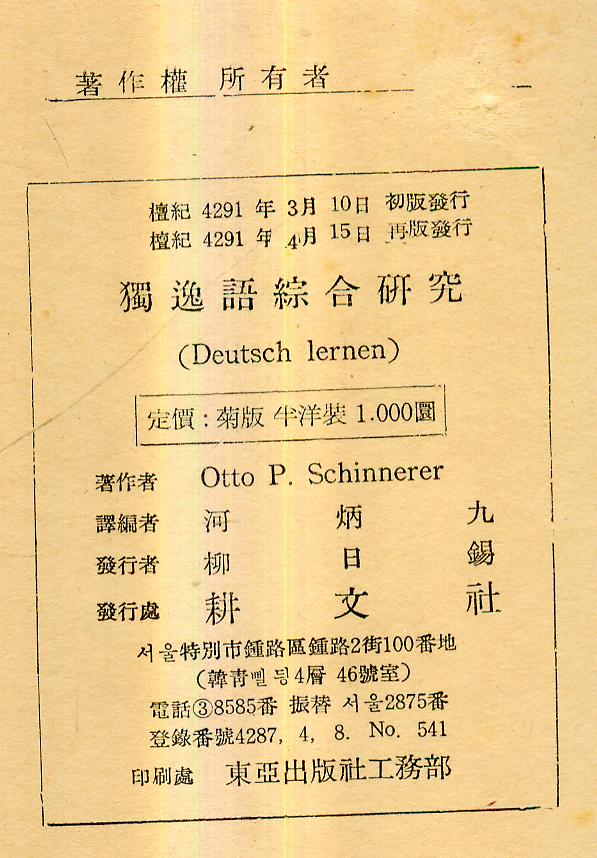 著作權 所有者
檀紀 4291 年 3月 10日 初版發行
檀紀 4291 年 4月 15日 再版發行
獨逸語綜合硏究
(Deutsch lernen)
定價 : 菊版 半洋裝 1.000圜
著作者 Otto P. Schinnerer
譯編者 河炳九
發行者 柳日錫
發行處 耕文社
서울特別市鍾路區鍾路2街100番地
(韓靑삘딍4層 46號室)
電話③8585番 振替 서울2875番
登錄番號4287, 4, 8. No. 541
印刷處 東亞出版社工務部